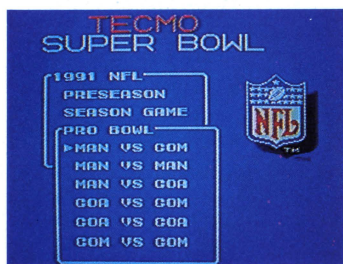 TECMO
SUPER BOWL
1991 NFL
PRESEASON
SEASON GAME
PRO BOWL
MAN VS COM
MAN VS MAN
MAN VS COA
COA VS COM
COA VS COA
COM VS COM
NFL
TM